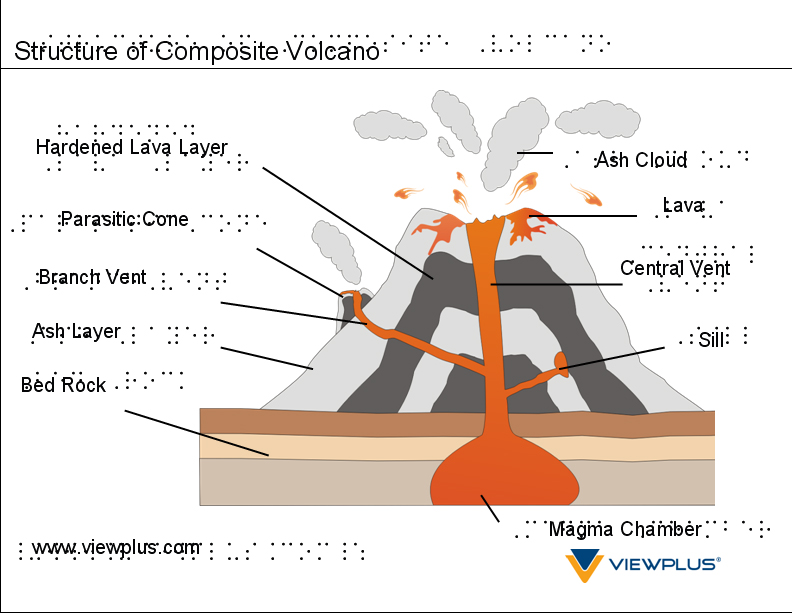 Structure of Composite Volcano
Hardened Lava Layer
Ash Cloud
Parasitic Cone
Lava
Branch Vent
Central Vent
Ash Layer
Sill
Bed Rock
Magma Chamber
www.viewplus.com
VIEWPLUS®